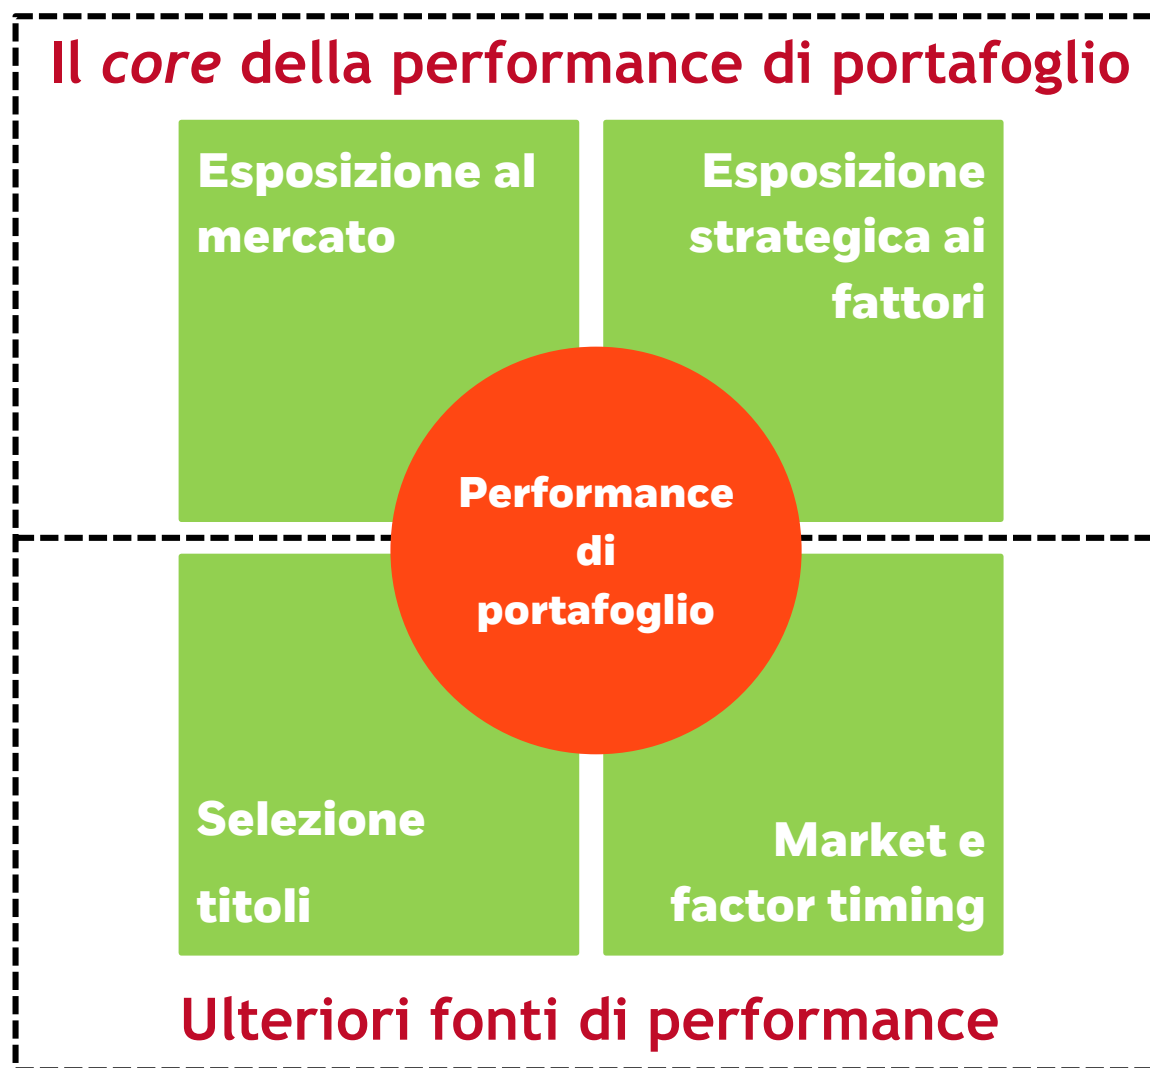 Il core della performance di portafoglio
Esposizione al
mercato
Esposizione
strategica ai
fattori
Performance
di
portafoglio
Selezione
titoli
Market e
factor timing
Ulteriori fonti di performance